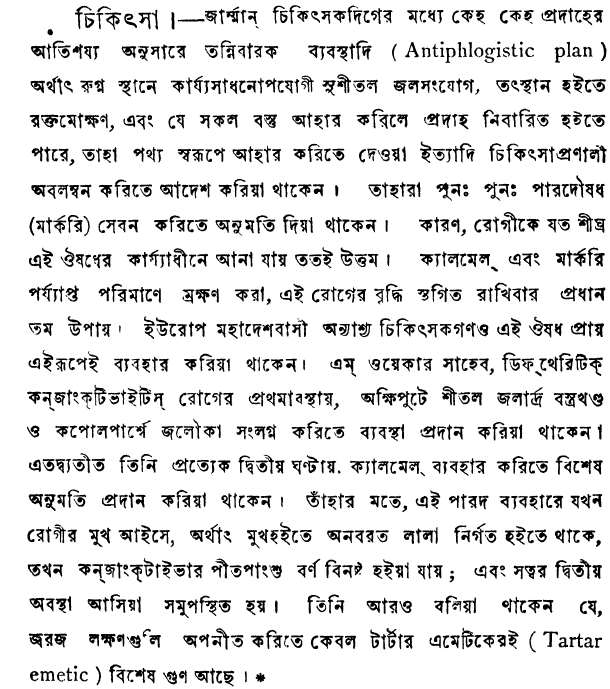 চিকিৎসা।—জার্ম্মান্ চিকিৎসকদিগের মধ্যে কেহ কেহ প্রদাহের
আতিশয্য অনুসারে তন্নিবারক ব্যবস্থাদি ( Antiphlogistic plan )
অর্থাৎ রুগ্ন স্থানে কার্য্যসাধনোপযোগী সুশীতল জলসংযোগ, তৎস্থান হইতে
রক্তমোক্ষণ, এবং যে সকল বস্তু আহার করিলে প্রদাহ নিবারিত হইতে
পারে, তাহা পথ্য স্বরূপে আহার করিতে দেওয়া ইত্যাদি চিকিৎসাপ্রণালী
অবলম্বন করিতে আদেশ করিয়া থাকেন। তাহারা পুনঃ পুনঃ পারদৌষধ
(মার্করি) সেবন করিতে অনুমতি দিয়া থাকেন। কারণ, রোগীকে যত শীঘ্র
এই ঔষধের কার্য্যাধীনে আনা যায় ততই উত্তম। ক্যালমেল্ এবং মার্করি
পর্য্যাপ্ত পরিমাণে ম্রক্ষণ করা, এই রোগের বৃদ্ধি স্তগিত রাখিবার প্রধান
তম উপায়। ইউরোপ মহাদেশবাসী অন্যান্য চিকিৎসকগণও এই ঔষধ প্রায়
এইরূপেই ব্যবহার করিয়া থাকেন। এম্ ওয়েকার সাহেব, ডিফ্‌থেরিটিক্
কন্‌জাংক্‌টিভাইটিস্ রোগের প্রথমাবস্থায়, অক্ষিপুটে শীতল জলার্দ্র বস্ত্রখণ্ড
ও কপোলপার্শ্বে জলৌকা সংলগ্ন করিতে ব্যবস্থা প্রদান করিয়া থাকেন।
এতদ্ব্যতীত তিনি প্রত্যেক দ্বিতীয় ঘণ্টায়. ক্যালমেল্ ব্যবহার করিতে বিশেষ
অনুমতি প্রদান করিয়া থাকেন। তাঁহার মতে, এই পারদ ব্যবহারে যখন
রোগীর মুখ আইসে, অর্থাৎ মুখহইতে অনবরত লালা নির্গত হইতে থাকে,
তখন কন্‌জাংক্‌টাইভার পীতপাংশু বর্ণ বিনষ্ট হইয়া যায়; এবং সত্বর দ্বিতীয়
অবস্থা আসিয়া সমুপস্থিত হয়। তিনি আরও বলিয়া থাকেন যে,
জ্বরজ লক্ষণগুলি অপনীত করিতে কেবল টার্টার এমেটিকেরই ( Tartar
emetic ) বিশেষ গুণ আছে। *